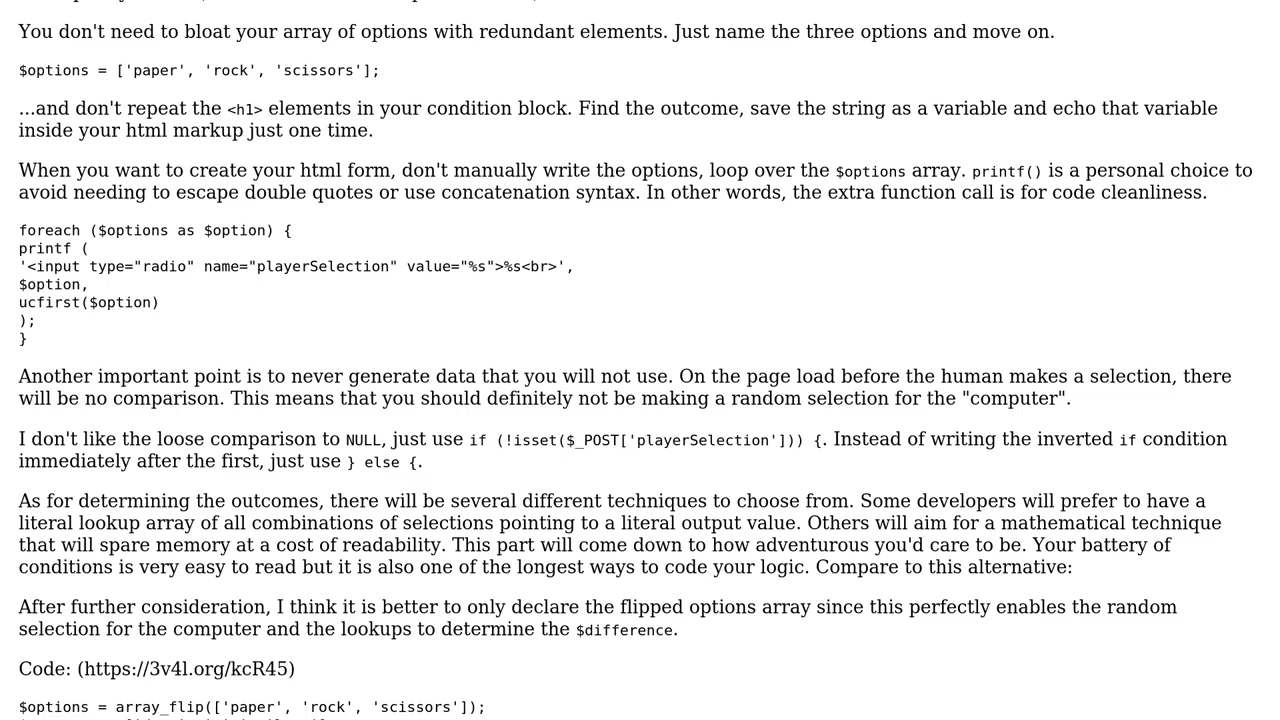 You don't need to bloat your array of options with redundant elements. Just name the three options and move on.
$options = ['paper', 'rock', 'scissors'];
...and don't repeat the <h1> elements in your condition block. Find the outcome, save the string as a variable and echo that variable
inside your html markup just one time.
When you want to create your html form, don't manually write the options, loop over the $options array. printf() is a personal choice to
avoid needing to escape double quotes or use concatenation syntax. In other words, the extra function call is for code cleanliness.
foreach ($options as $option) {
printf (
'<input type="radio" name="playerSelection" value="%s">%s<br>',
$option,
ucfirst($option)
);
}
Another important point is to never generate data that you will not use. On the page load before the human makes a selection, there
will be no comparison. This means that you should definitely not be making a random selection for the "computer".
I don't like the loose comparison to NULL, just use if (!isset($_POST['playerSelection'])) {. Instead of writing the inverted if condition
immediately after the first, just use } else {.
As for determining the outcomes, there will be several different techniques to choose from. Some developers will prefer to have a
literal lookup array of all combinations of selections pointing to a literal output value. Others will aim for a mathematical technique
that will spare memory at a cost of readability. This part will come down to how adventurous you'd care to be. Your battery of
conditions is very easy to read but it is also one of the longest ways to code your logic. Compare to this alternative:
After further consideration, I think it is better to only declare the flipped options array since this perfectly enables the random
selection for the computer and the lookups to determine the $difference.
Code: (https://3v4l.org/kcR45)
$options = array_flip(['paper', 'rock', 'scissors']);